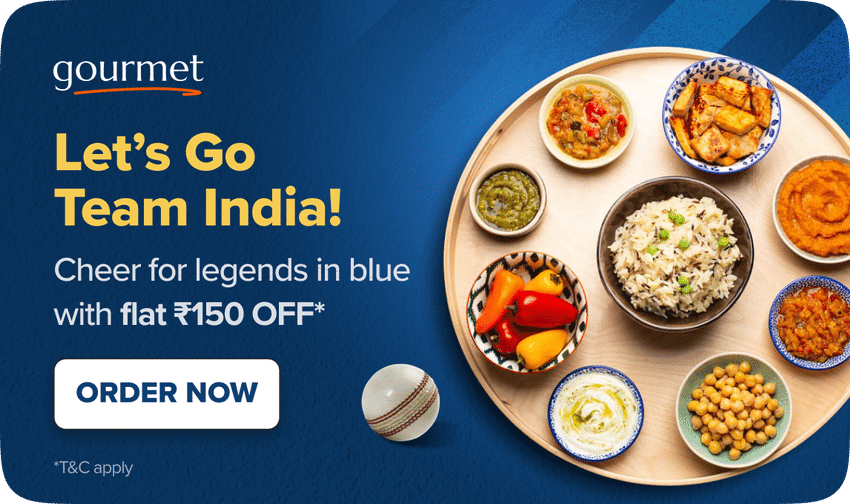 gourmet
Let’s Go
Team India!
Cheer for legends in blue
with flat ₹150 OFF*
ORDER NOW
*T&C apply